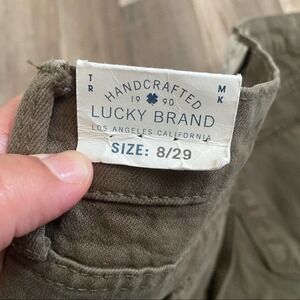 TR MK
HANDCRAFTED
19 90
LUCKY BRAND
LOS ANGELES CALIFORNIA
SIZE: 8/29